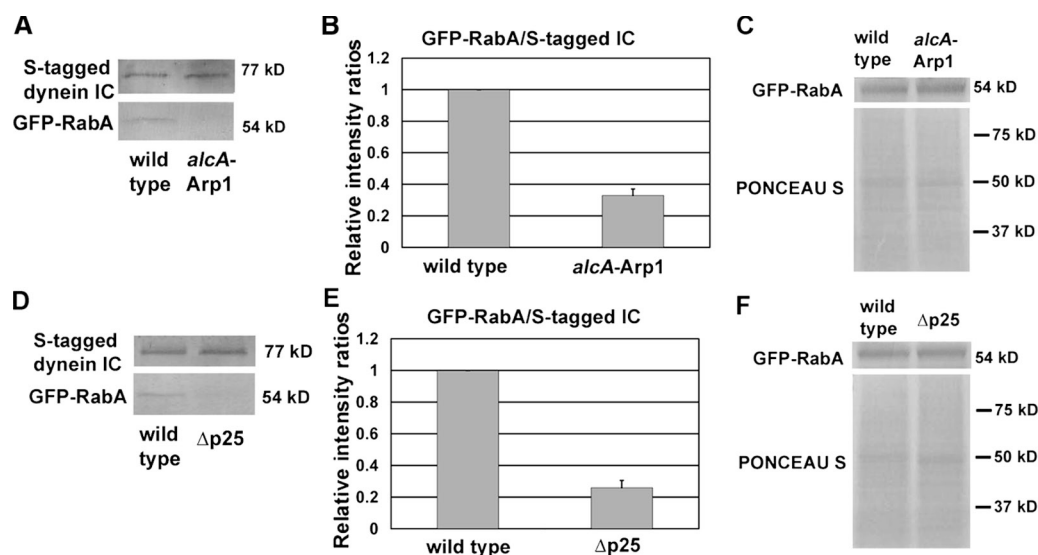 A
S-tagged
dynein IC
77 kD
GFP-RabA
54 kD
wild
type
alcA-
Arp1
B
GFP-RabA/S-tagged IC
Relative intensity ratios
1.2
1
0.8
0.6
0.4
0.2
0
wild type
alcA-Arp1
C
wild
type
alcA-
Arp1
GFP-RabA
54 kD
75 kD
PONCEAU S
50 kD
37 kD
D
S-tagged
dynein IC
77 kD
GFP-RabA
54 kD
wild
type
Δp25
E
GFP-RabA/S-tagged IC
Relative intensity ratios
1.2
1
0.8
0.6
0.4
0.2
0
wild type
Δp25
F
wild
type
Δp25
GFP-RabA
54 kD
75 kD
PONCEAU S
50 kD
37 kD